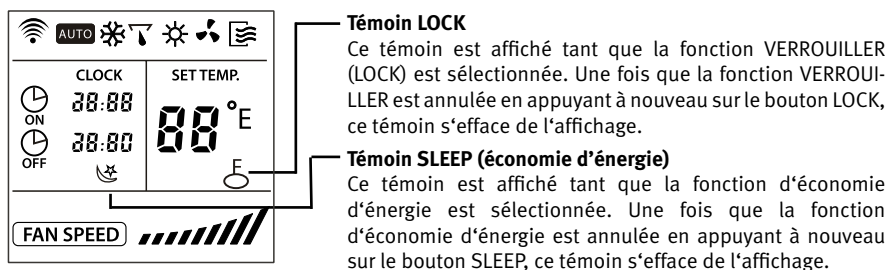 AUTO
CLOCK
SET TEMP.
ON
88:88
88 °E
OFF
88:80
FAN SPEED
Témoin LOCK
Ce témoin est affiché tant que la fonction VERROUILLER
(LOCK) est sélectionnée. Une fois que la fonction VERROUI-
LLER est annulée en appuyant à nouveau sur le bouton LOCK,
ce témoin s‘efface de l‘affichage.
Témoin SLEEP (économie d’énergie)
Ce témoin est affiché tant que la fonction d‘économie
d‘énergie est sélectionnée. Une fois que la fonction
d‘économie d‘énergie est annulée en appuyant à nouveau
sur le bouton SLEEP, ce témoin s‘efface de l‘affichage.